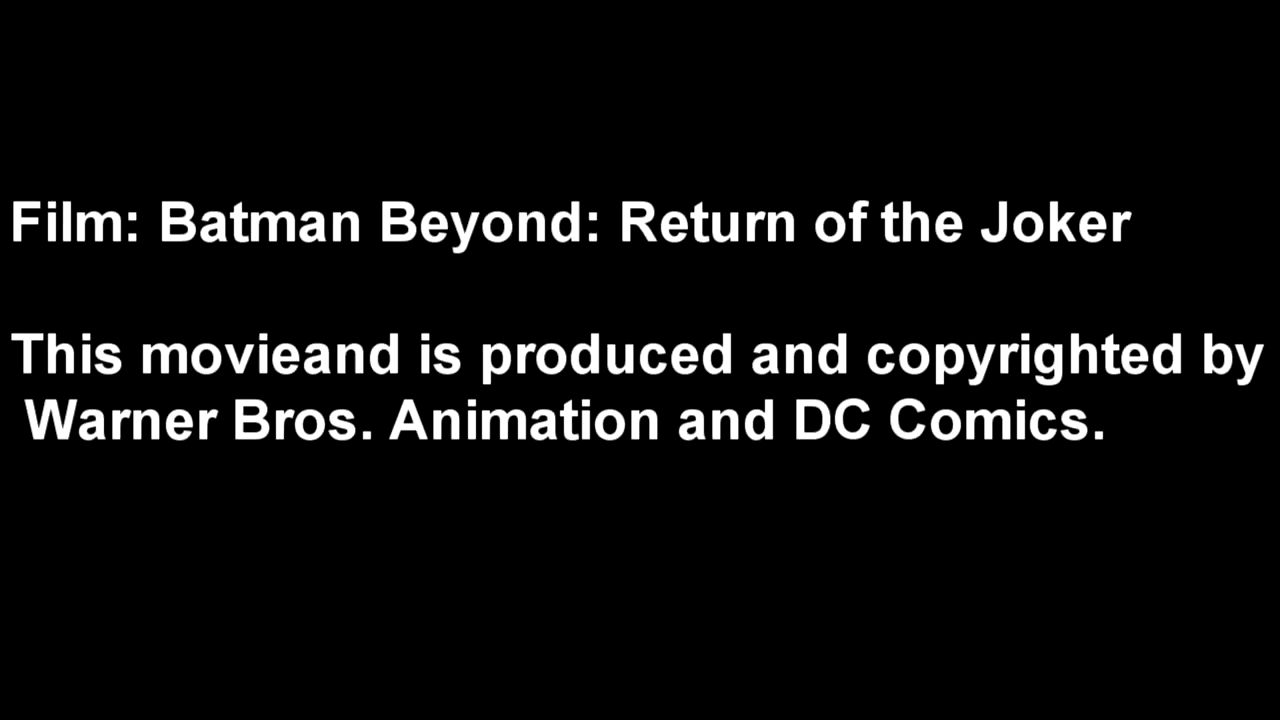 Film: Batman Beyond: Return of the Joker
This movieand is produced and copyrighted by
Warner Bros. Animation and DC Comics.